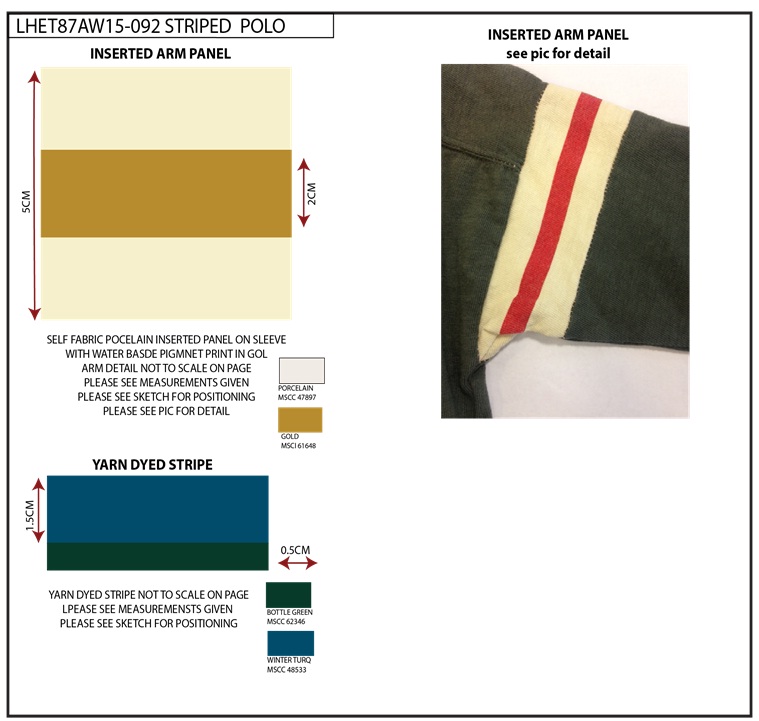 LHET87AW15-092 STRIPED POLO
INSERTED ARM PANEL
5CM
2CM
SELF FABRIC POCELAIN INSERTED PANEL ON SLEEVE
WITH WATER BASDE PIGMNET PRINT IN GOL
ARM DETAIL NOT TO SCALE ON PAGE
PLEASE SEE MEASUREMENTS GIVEN
PLEASE SEE SKETCH FOR POSITIONING
PLEASE SEE PIC FOR DETAIL
PORCELAIN
MSCC 47897
GOLD
MSCI 61648
YARN DYED STRIPE
1.5CM
0.5CM
YARN DYED STRIPE NOT TO SCALE ON PAGE
LPEASE SEE MEASUREMENSTS GIVEN
PLEASE SEE SKETCH FOR POSITIONING
BOTTLE GREEN
MSCC 62346
WINTER TURQ
MSCC 48533
INSERTED ARM PANEL
see pic for detail